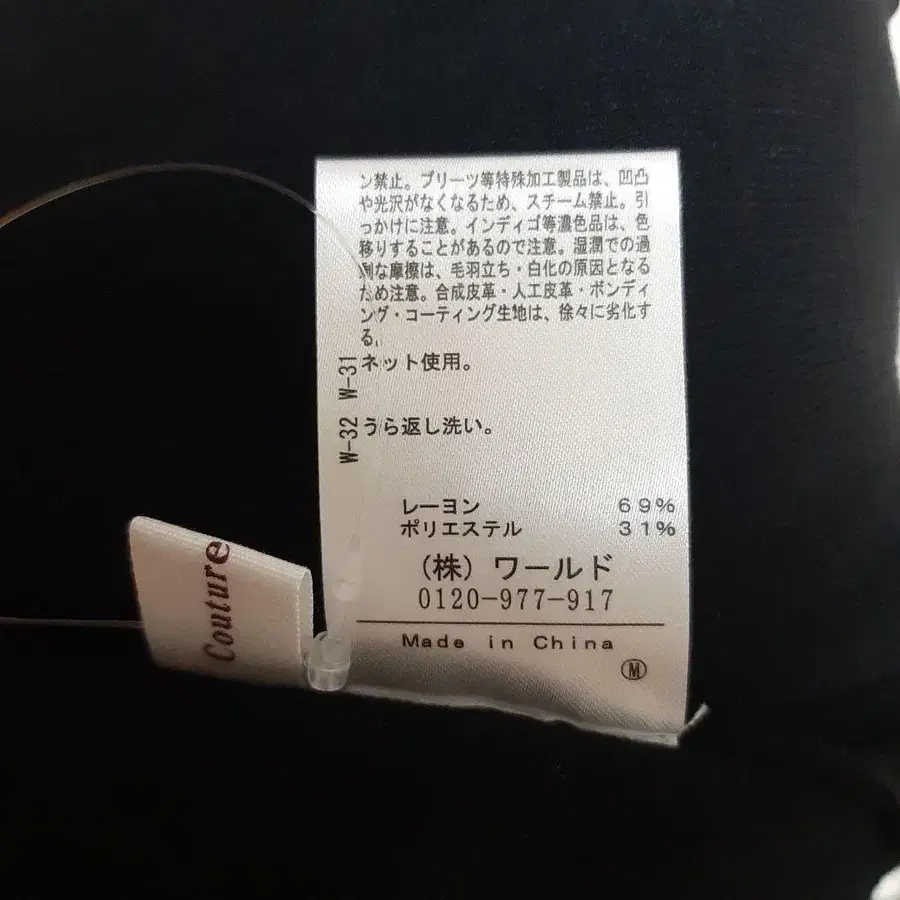 ン禁止。プリーツ等特殊加工製品は、凹凸
や光沢がなくなるため、スチーム禁止。引
っかけに注意。インディゴ等濃色品は、色
移りすることがあるので注意。湿潤での過
剰な摩擦は、毛羽立ち・白化の原因となる
ため注意。合成皮革・人工皮革・ボンディ
ング・コーティング生地は、徐々に劣化す
る。
W-31 ネット使用。
W-32 うら返し洗い。
レーヨン 69%
ポリエステル 31%
(株) ワールド
0120-977-917
Made in China
Ⓜ
Couture